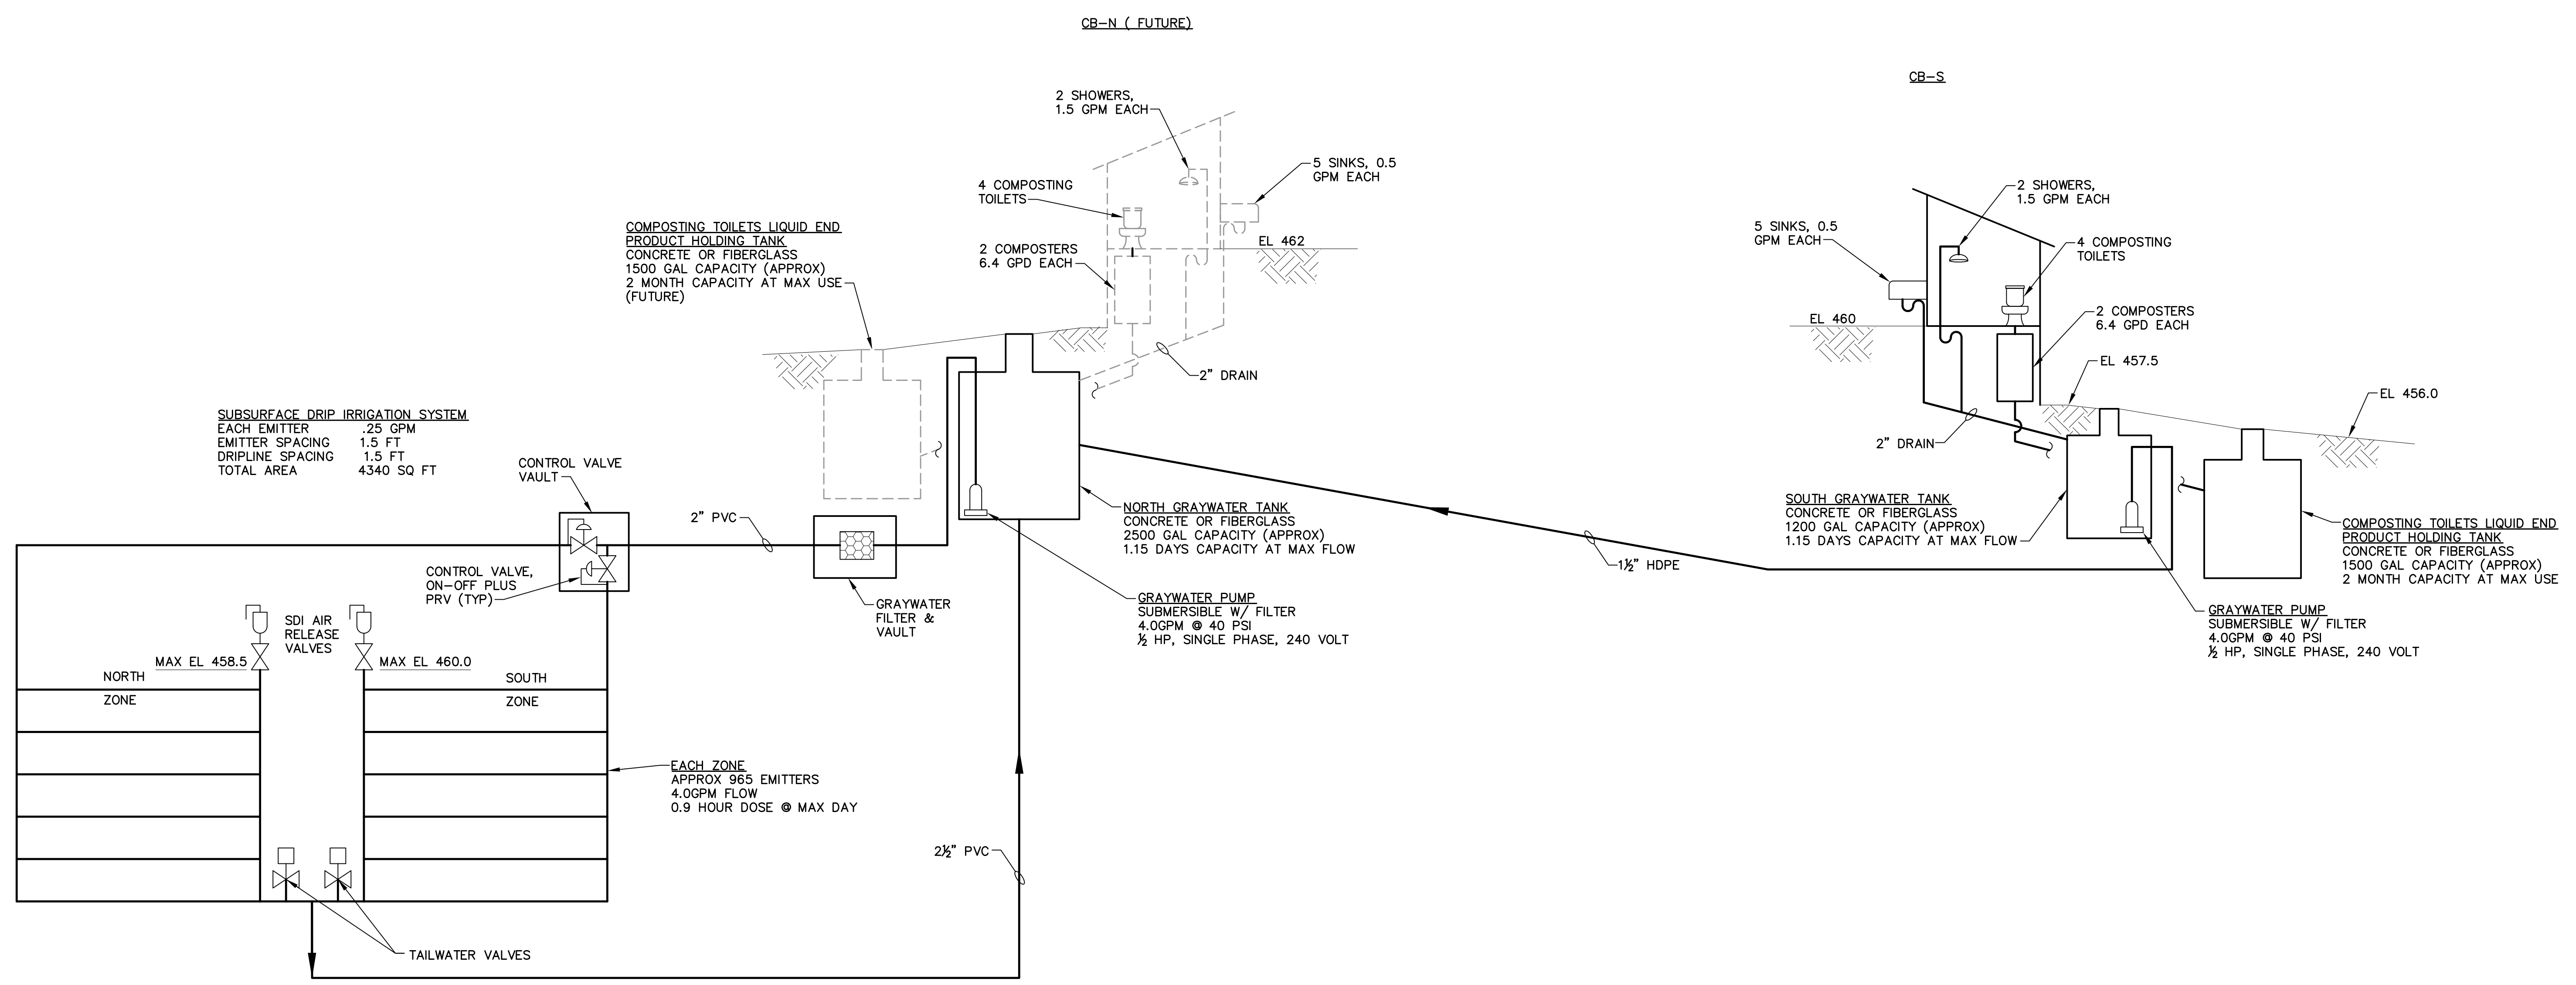 CB-N ( FUTURE)
CB-S
2 SHOWERS,
1.5 GPM EACH
5 SINKS, 0.5
GPM EACH
4 COMPOSTING
TOILETS
2 COMPOSTERS
6.4 GPD EACH
EL 462
COMPOSTING TOILETS LIQUID END
PRODUCT HOLDING TANK
CONCRETE OR FIBERGLASS
1500 GAL CAPACITY (APPROX)
2 MONTH CAPACITY AT MAX USE
(FUTURE)
2" DRAIN
2 SHOWERS,
1.5 GPM EACH
5 SINKS, 0.5
GPM EACH
4 COMPOSTING
TOILETS
EL 460
2 COMPOSTERS
6.4 GPD EACH
EL 457.5
EL 456.0
2" DRAIN
SUBSURFACE DRIP IRRIGATION SYSTEM
EACH EMITTER .25 GPM
EMITTER SPACING 1.5 FT
DRIPLINE SPACING 1.5 FT
TOTAL AREA 4340 SQ FT
CONTROL VALVE
VAULT
2" PVC
CONTROL VALVE,
ON-OFF PLUS
PRV (TYP)
GRAYWATER
FILTER &
VAULT
NORTH GRAYWATER TANK
CONCRETE OR FIBERGLASS
2500 GAL CAPACITY (APPROX)
1.15 DAYS CAPACITY AT MAX FLOW
GRAYWATER PUMP
SUBMERSIBLE W/ FILTER
4.0GPM @ 40 PSI
½ HP, SINGLE PHASE, 240 VOLT
1½" HDPE
SOUTH GRAYWATER TANK
CONCRETE OR FIBERGLASS
1200 GAL CAPACITY (APPROX)
1.15 DAYS CAPACITY AT MAX FLOW
COMPOSTING TOILETS LIQUID END
PRODUCT HOLDING TANK
CONCRETE OR FIBERGLASS
1500 GAL CAPACITY (APPROX)
2 MONTH CAPACITY AT MAX USE
GRAYWATER PUMP
SUBMERSIBLE W/ FILTER
4.0GPM @ 40 PSI
½ HP, SINGLE PHASE, 240 VOLT
SDI AIR
RELEASE
VALVES
MAX EL 458.5
MAX EL 460.0
NORTH
ZONE
SOUTH
ZONE
EACH ZONE
APPROX 965 EMITTERS
4.0GPM FLOW
0.9 HOUR DOSE @ MAX DAY
2½" PVC
TAILWATER VALVES